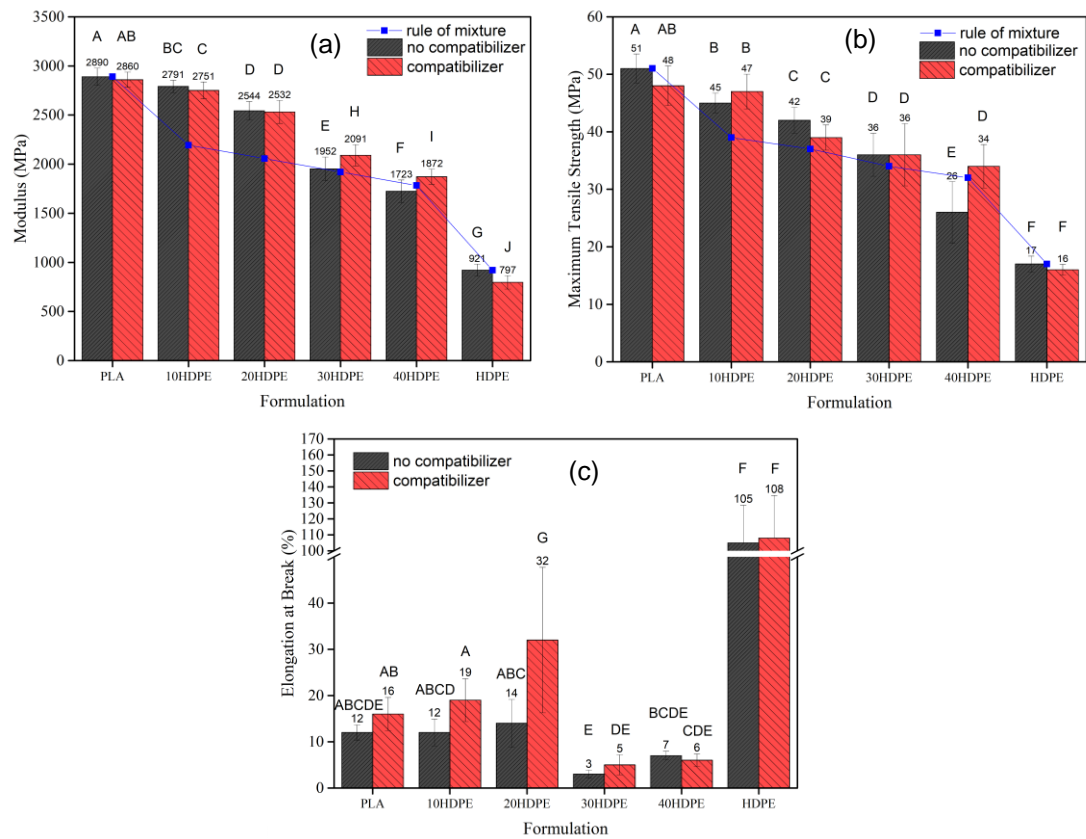 3500
3000
2500
2000
1500
1000
500
0
Modulus (MPa)
(a)
rule of mixture
no compatibilizer
compatibilizer
A AB BC C D D E H F I G J
2890 2860 2791 2751 2544 2532 1952 2091 1723 1872 921 797
PLA 10HDPE 20HDPE 30HDPE 40HDPE HDPE
Formulation
60
50
40
30
20
10
0
Maximum Tensile Strength (MPa)
(b)
rule of mixture
no compatibilizer
compatibilizer
A AB B B C C D D E D F F
51 48 45 47 42 39 36 36 26 34 17 16
PLA 10HDPE 20HDPE 30HDPE 40HDPE HDPE
Formulation
170
160
150
140
130
120
110
100
40
30
20
10
0
Elongation at Break (%)
no compatibilizer
compatibilizer
(c)
ABCDE AB ABCD A ABC G E DE BCDE CDE F F
12 16 12 19 14 32 3 5 7 6 105 108
PLA 10HDPE 20HDPE 30HDPE 40HDPE HDPE
Formulation